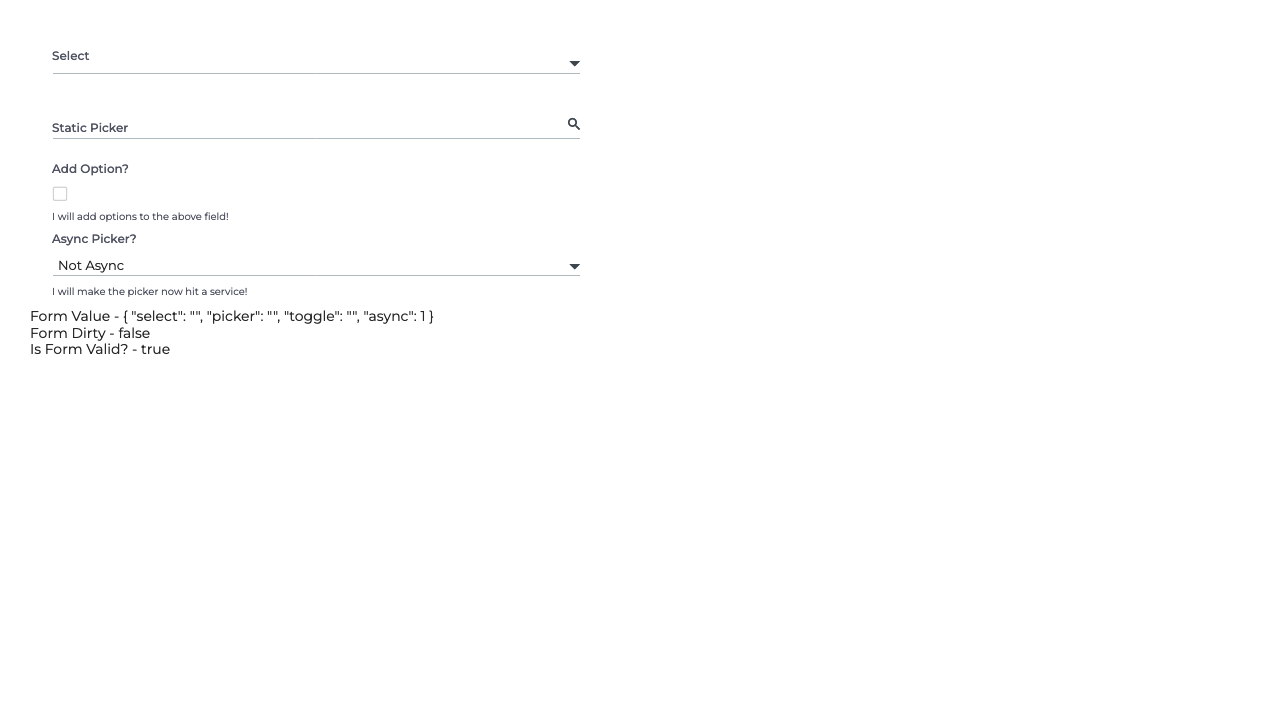 Select
Static Picker
Add Option?
I will add options to the above field!
Async Picker?
Not Async
I will make the picker now hit a service!
Form Value - { "select": "", "picker": "", "toggle": "", "async": 1 }
Form Dirty - false
Is Form Valid? - true